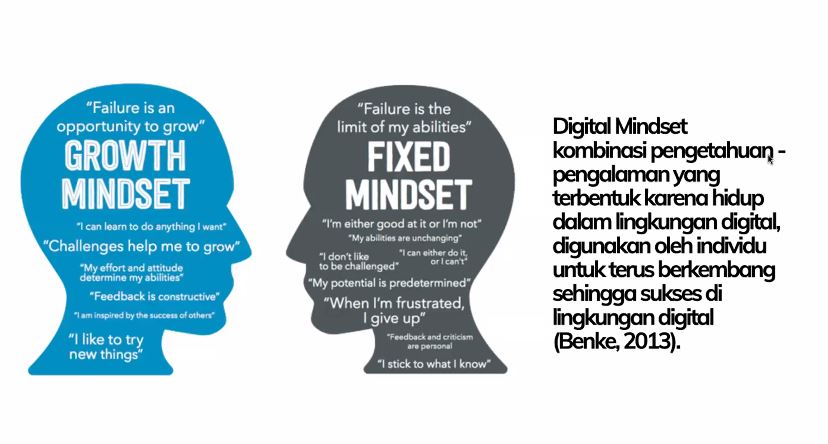 “Failure is an
opportunity to grow”
GROWTH
MINDSET
“I can learn to do anything I want”
“Challenges help me to grow”
“My effort and attitude
determine my abilities”
“Feedback is constructive”
“I am inspired by the success of others”
“I like to try
new things”
“Failure is the
limit of my abilities”
FIXED
MINDSET
“I’m either good at it or I’m not”
“My abilities are unchanging”
“I don’t like
to be challenged”
“I can either do it,
or I can’t”
“My potential is predetermined”
“When I’m frustrated,
I give up”
“Feedback and criticism
are personal
“I stick to what I know”
Digital Mindset
kombinasi pengetahuan -
pengalaman yang
terbentuk karena hidup
dalam lingkungan digital,
digunakan oleh individu
untuk terus berkembang
sehingga sukses di
lingkungan digital
(Benke, 2013).